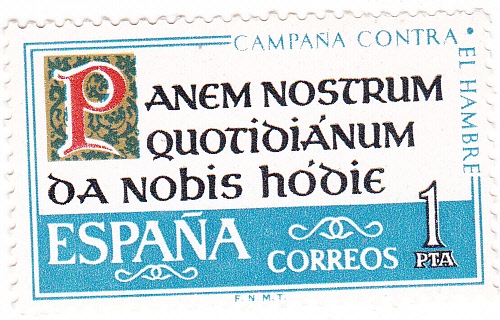 CAMPAÑA CONTRA
EL HAMBRE
PANEM NOSTRUM
QUOTIDIÁNUM
DA NOBIS HÓDIE
ESPAÑA
CORREOS
1
PTA
F.N.M.T.